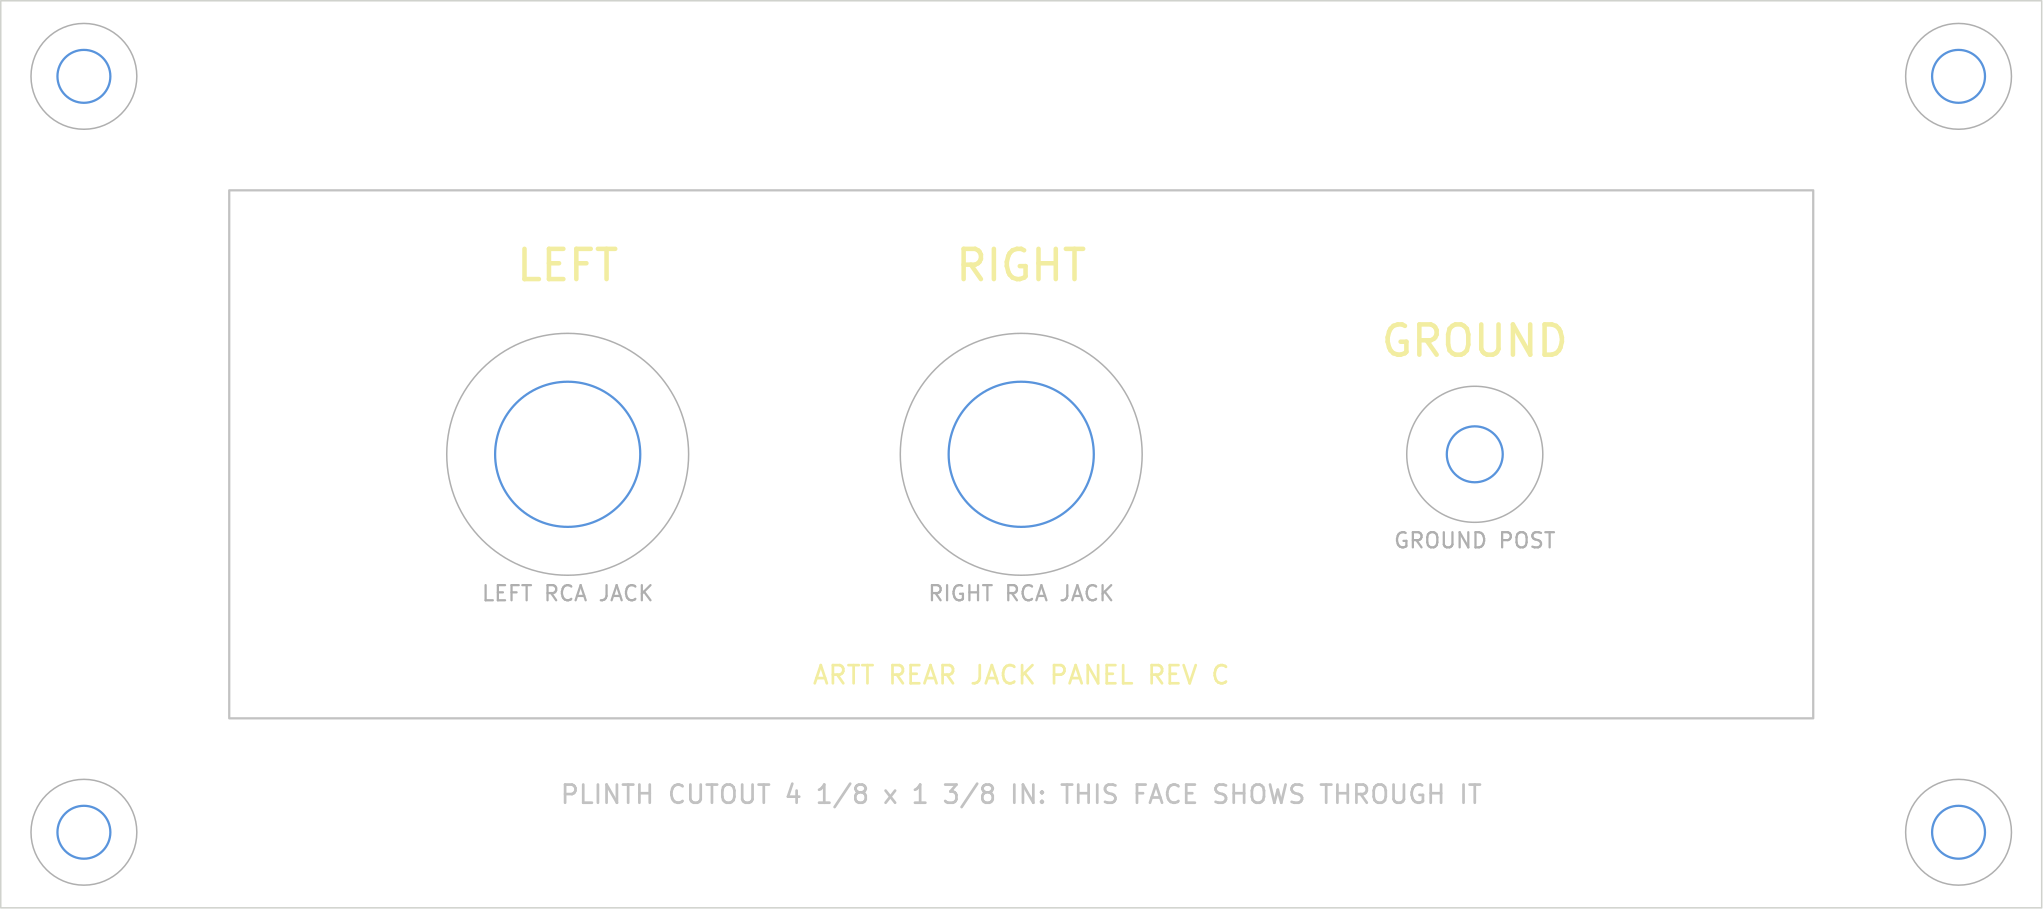 LEFT
RIGHT
GROUND
GROUND POST
LEFT RCA JACK
RIGHT RCA JACK
ARTT REAR JACK PANEL REV C
PLINTH CUTOUT 4 1/8 x 1 3/8 IN: THIS FACE SHOWS THROUGH IT